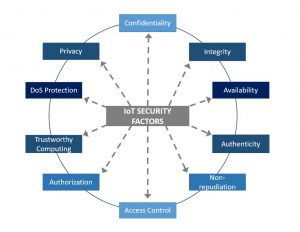 Confidentiality
Privacy
Integrity
DoS Protection
Availability
IoT SECURITY
FACTORS
Trustworthy
Computing
Authenticity
Authorization
Non-
repudiation
Access Control